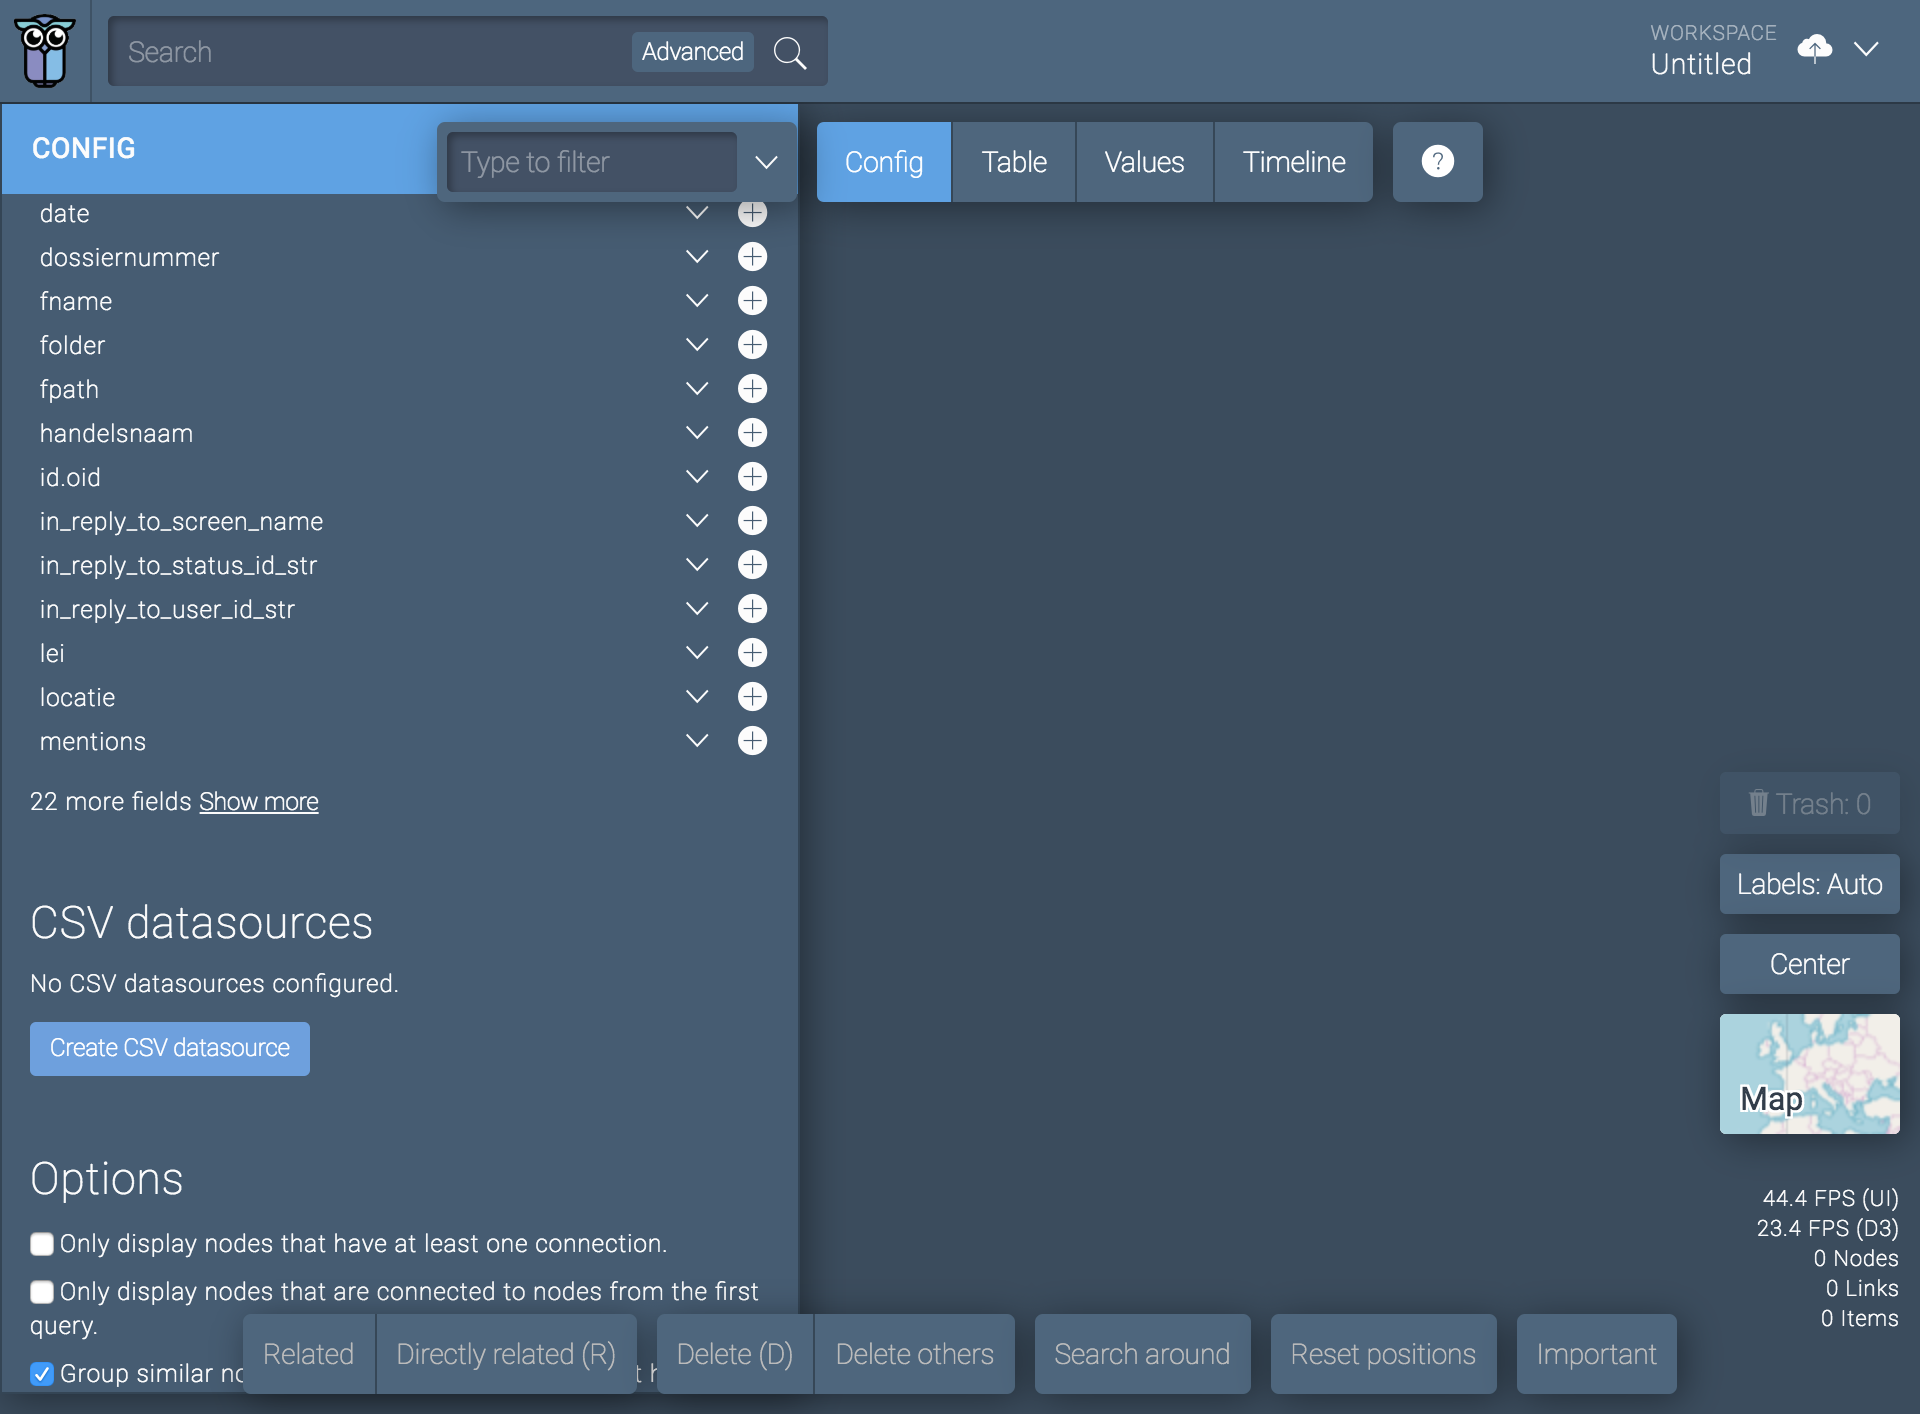 Search
Advanced
WORKSPACE
Untitled
CONFIG
Type to filter
Config
Table
Values
Timeline
?
date
dossiernummer
fname
folder
fpath
handelsnaam
id.oid
in_reply_to_screen_name
in_reply_to_status_id_str
in_reply_to_user_id_str
lei
locatie
mentions
22 more fields Show more
CSV datasources
No CSV datasources configured.
Create CSV datasource
Options
Only display nodes that have at least one connection.
Only display nodes that are connected to nodes from the first
query.
Group similar
Trash: 0
Labels: Auto
Center
Map
44.4 FPS (UI)
23.4 FPS (D3)
0 Nodes
0 Links
0 Items
Related
Directly related (R)
Delete (D)
Delete others
Search around
Reset positions
Important